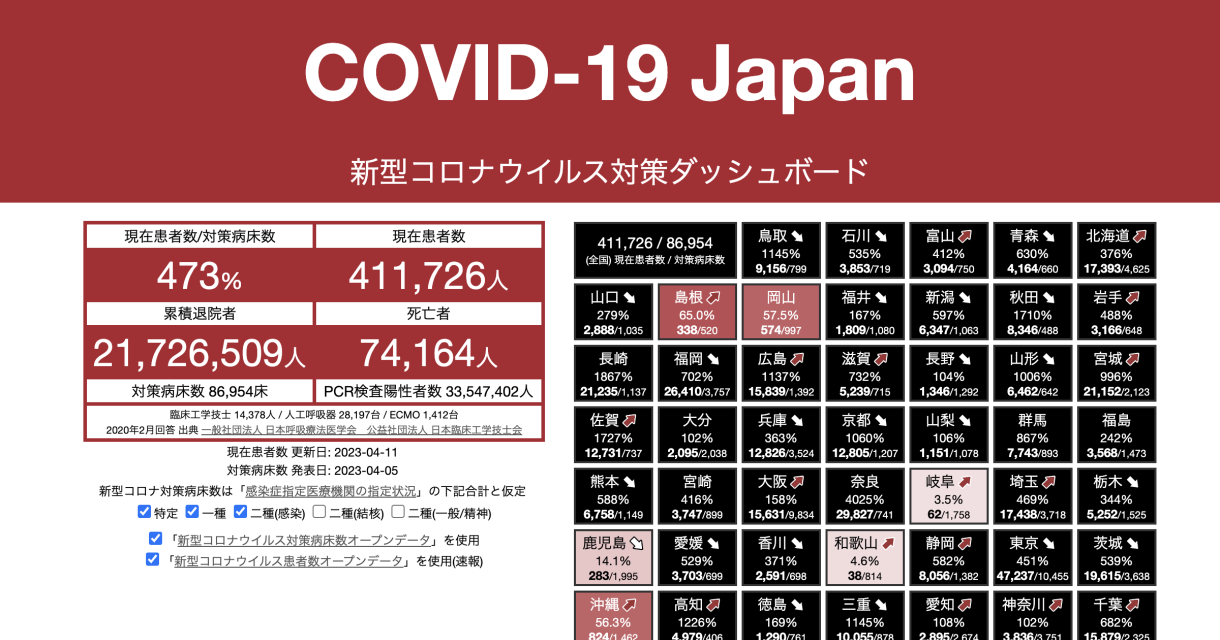 COVID-19 Japan
新型コロナウイルス対策ダッシュボード
現在患者数/対策病床数
現在患者数
473%
411,726人
累積退院者
死亡者
21,726,509人
74,164人
対策病床数 86,954床
PCR検査陽性者数 33,547,402人
臨床工学技士 14,378人 / 人工呼吸器 28,197台 / ECMO 1,412台
2020年2月回答 出典 一般社団法人 日本呼吸療法医学会 公益社団法人 日本臨床工学技士会
現在患者数 更新日: 2023-04-11
対策病床数 発表日: 2023-04-05
新型コロナ対策病床数は「感染症指定医療機関の指定状況」の下記合計と仮定
特定 一種 二種(感染) 二種(結核) 二種(一般/精神)
「新型コロナウイルス対策病床数オープンデータ」を使用
「新型コロナウイルス患者数オープンデータ」を使用(速報)
411,726 / 86,954
(全国) 現在患者数 / 対策病床数
鳥取
1145%
9,156/799
石川
535%
3,853/719
富山
412%
3,094/750
青森
630%
4,164/660
北海道
376%
17,393/4,625
山口
279%
2,888/1,035
島根
65.0%
338/520
岡山
57.5%
574/997
福井
167%
1,809/1,080
新潟
597%
6,347/1,063
秋田
1710%
8,346/488
岩手
488%
3,166/648
長崎
1867%
21,235/1,137
福岡
702%
26,410/3,757
広島
1137%
15,839/1,392
滋賀
732%
5,239/715
長野
104%
1,346/1,292
山形
1006%
6,462/642
宮城
996%
21,152/2,123
佐賀
1727%
12,731/737
大分
102%
2,095/2,038
兵庫
363%
12,826/3,524
京都
1060%
12,805/1,207
山梨
106%
1,151/1,078
群馬
867%
7,743/893
福島
242%
3,568/1,473
熊本
588%
6,758/1,149
宮崎
416%
3,747/899
大阪
158%
15,631/9,834
奈良
4025%
29,827/741
岐阜
3.5%
62/1,758
埼玉
469%
17,438/3,718
栃木
344%
5,252/1,525
鹿児島
14.1%
283/1,995
愛媛
529%
3,703/699
香川
371%
2,591/698
和歌山
4.6%
38/814
静岡
582%
8,056/1,382
東京
451%
47,237/10,455
茨城
539%
19,615/3,638
沖縄
56.3%
824/1,462
高知
1226%
4,979/406
徳島
169%
1,290/761
三重
1145%
10,055/878
愛知
108%
2,895/2,674
神奈川
102%
3,836/3,751
千葉
682%
15,879/2,325